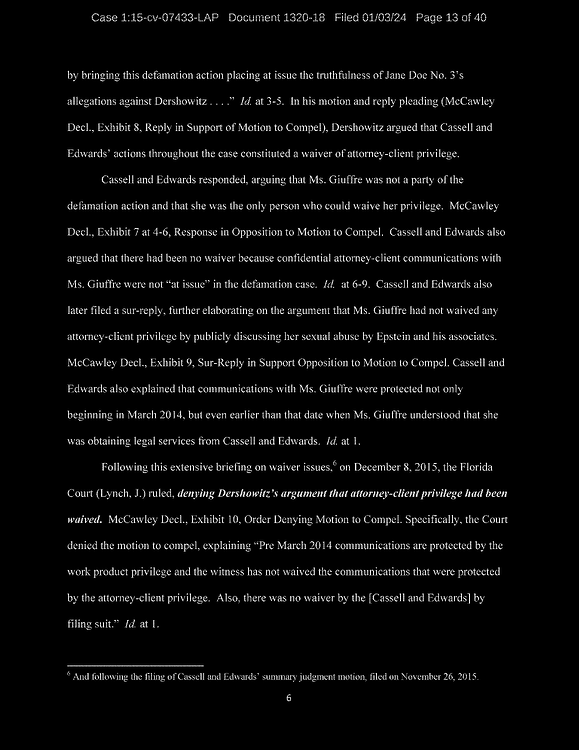 Case 1:15-cv-07433-LAP Document 1320-18 Filed 01/03/24 Page 13 of 40
by bringing this defamation action placing at issue the truthfulness of Jane Doe No. 3's
allegations against Dershowitz . . . ." Id. at 3-5. In his motion and reply pleading (McCawley
Decl., Exhibit 8, Reply in Support of Motion to Compel), Dershowitz argued that Cassell and
Edwards' actions throughout the case constituted a waiver of attorney-client privilege.
Cassell and Edwards responded, arguing that Ms. Giuffre was not a party of the
defamation action and that she was the only person who could waive her privilege. McCawley
Decl., Exhibit 7 at 4-6, Response in Opposition to Motion to Compel. Cassell and Edwards also
argued that there had been no waiver because confidential attorney-client communications with
Ms. Giuffre were not "at issue" in the defamation case. Id. at 6-9. Cassell and Edwards also
later filed a sur-reply, further elaborating on the argument that Ms. Giuffre had not waived any
attorney-client privilege by publicly discussing her sexual abuse by Epstein and his associates.
McCawley Decl., Exhibit 9, Sur-Reply in Support Opposition to Motion to Compel. Cassell and
Edwards also explained that communications with Ms. Giuffre were protected not only
beginning in March 2014, but even earlier than that date when Ms. Giuffre understood that she
was obtaining legal services from Cassell and Edwards. Id. at 1.
Following this extensive briefing on waiver issues,6 on December 8, 2015, the Florida
Court (Lynch, J.) ruled, denying Dershowitz's argument that attorney-client privilege had been
waived. McCawley Decl., Exhibit 10, Order Denying Motion to Compel. Specifically, the Court
denied the motion to compel, explaining "Pre March 2014 communications are protected by the
work product privilege and the witness has not waived the communications that were protected
by the attorney-client privilege. Also, there was no waiver by the [Cassell and Edwards] by
filing suit." Id. at 1.
6 And following the filing of Cassell and Edwards' summary judgment motion, filed on November 26, 2015.
6